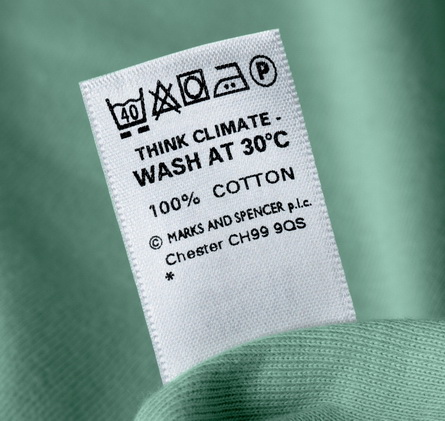 40 P
THINK CLIMATE -
WASH AT 30°C
100% COTTON
© MARKS AND SPENCER p.l.c.
Chester CH99 9QS
*